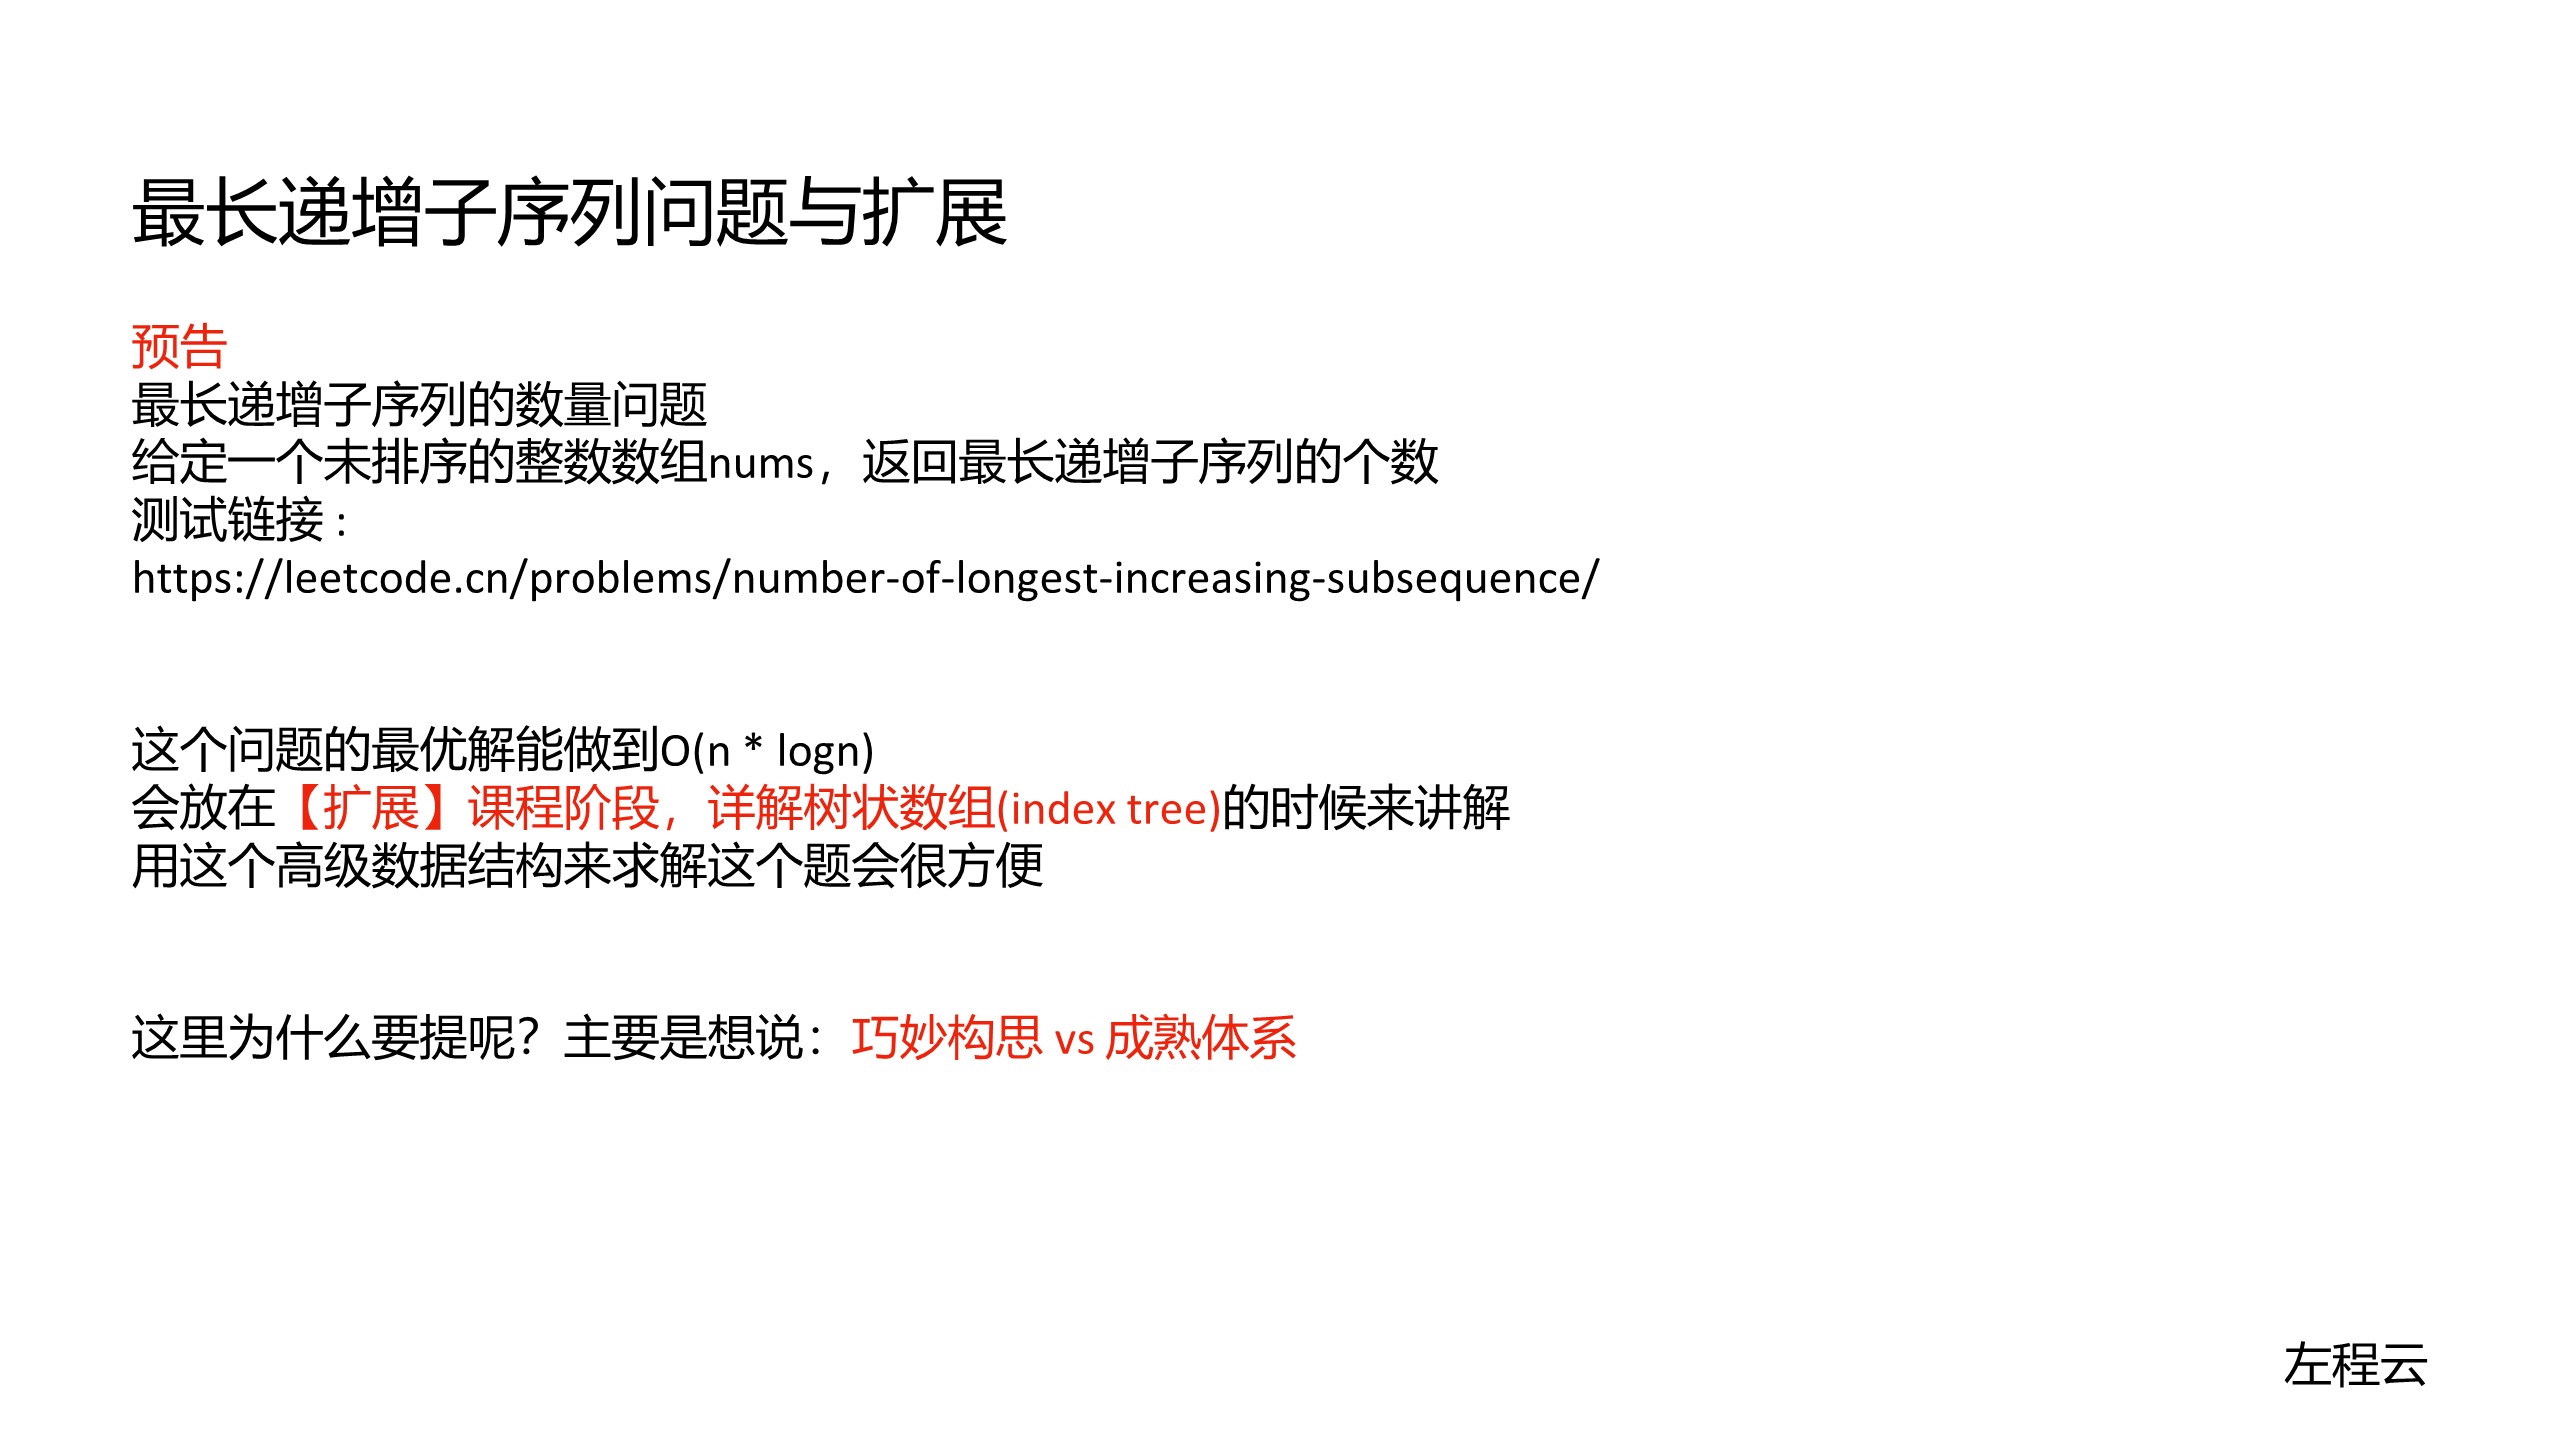 最长递增子序列问题与扩展
预告
最长递增子序列的数量问题
给定一个未排序的整数数组nums，返回最长递增子序列的个数
测试链接 :
https://leetcode.cn/problems/number-of-longest-increasing-subsequence/
这个问题的最优解能做到O(n * logn)
会放在【扩展】课程阶段，详解树状数组(index tree)的时候来讲解
用这个高级数据结构来求解这个题会很方便
这里为什么要提呢？主要是想说：巧妙构思 vs 成熟体系
左程云